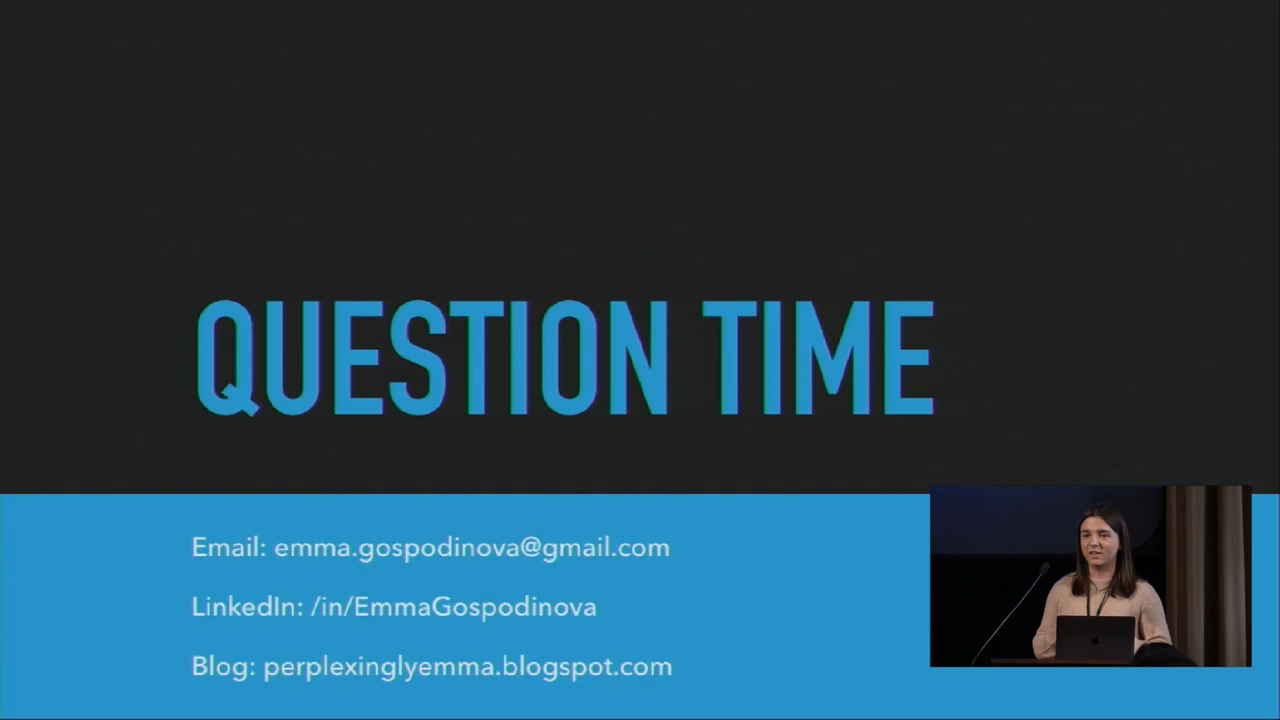 QUESTION TIME
Email: emma.gospodinova@gmail.com
LinkedIn: /in/EmmaGospodinova
Blog: perplexinglyemma.blogspot.com